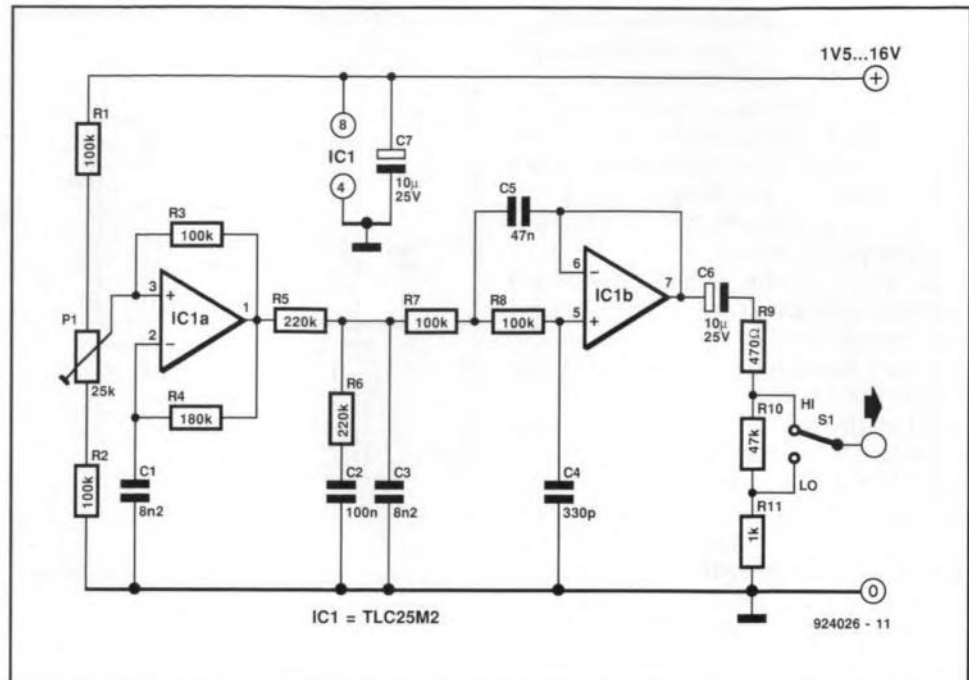 1V5...16V
+
R1
100k
8
IC1
4
C7
10µ
25V
R3
100k
P1
25k
3
+
IC1a
1
2
−
R4
180k
R2
100k
C1
8n2
R5
220k
R6
220k
C2
100n
C3
8n2
R7
100k
R8
100k
C5
47n
6
−
IC1b
7
5
+
C4
330p
C6
10µ
25V
R9
470Ω
R10
47k
HI
S1
LO
R11
1k
0
IC1 = TLC25M2
924026 - 11